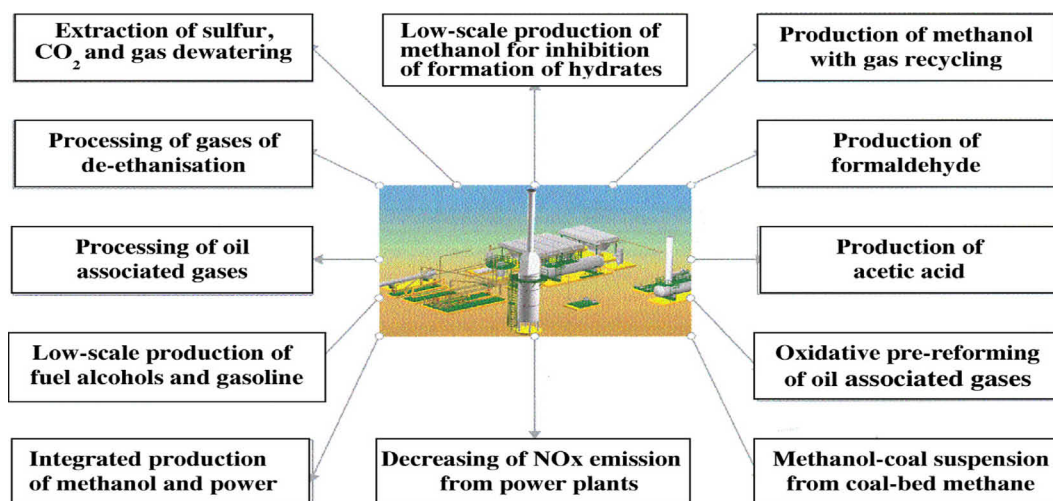 Extraction of sulfur,
CO2 and gas dewatering
Low-scale production of
methanol for inhibition
of formation of hydrates
Production of methanol
with gas recycling
Processing of gases of
de-ethanisation
Production of
formaldehyde
Processing of oil
associated gases
Production of
acetic acid
Low-scale production of
fuel alcohols and gasoline
Oxidative pre-reforming
of oil associated gases
Integrated production
of methanol and power
Decreasing of NOx emission
from power plants
Methanol-coal suspension
from coal-bed methane